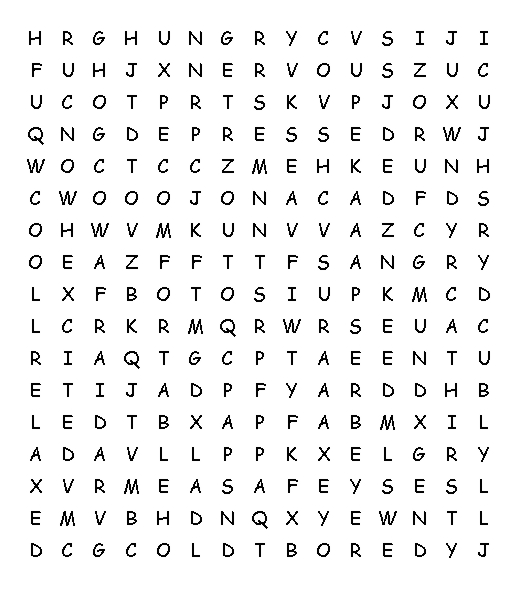 H R G H U N G R Y C V S I J I
F U H J X N E R V O U S Z U C
U C O T P R T S K V P J O X U
Q N G D E P R E S S E D R W J
W O C T C C Z M E H K E U N H
C W O O O J O N A C A D F D S
O H W V M K U N V V A Z C Y R
O E A Z F F T T F S A N G R Y
L X F B O T O S I U P K M C D
L C R K R M Q R W R S E U A C
R I A Q T G C P T A E E N T U
E T I J A D P F Y A R D D H B
L E D T B X A P F A B M X I L
A D A V L L P P K X E L G R Y
X V R M E A S A F E Y S E S L
E M V B H D N Q X Y E W N T L
D C G C O L D T B O R E D Y J